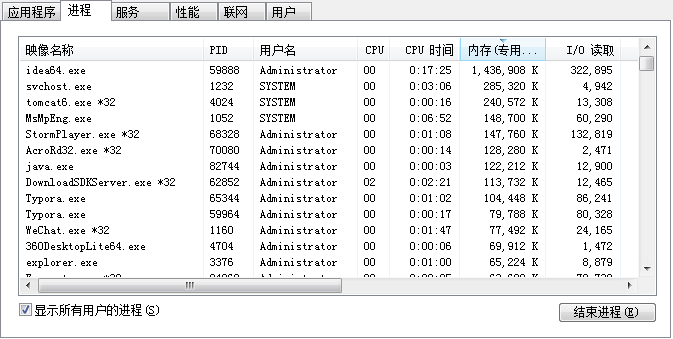 应用程序 进程 服务 性能 联网 用户
映像名称 PID 用户名 CPU CPU 时间 内存(专用... I/O 读取
idea64.exe 59888 Administrator 00 0:17:25 1,436,908 K 322,895
svchost.exe 1232 SYSTEM 00 0:03:06 285,320 K 4,942
tomcat6.exe *32 4024 SYSTEM 00 0:00:16 240,572 K 13,308
MsMpEng.exe 1052 SYSTEM 00 0:06:52 148,700 K 60,290
StormPlayer.exe *32 68328 Administrator 00 0:01:08 147,760 K 132,819
AcroRd32.exe *32 70080 Administrator 00 0:00:14 128,280 K 2,471
java.exe 82744 Administrator 00 0:00:03 122,212 K 12,900
DownloadSDKServer.exe *32 62852 Administrator 02 0:02:21 113,732 K 12,465
Typora.exe 65344 Administrator 00 0:01:02 104,448 K 86,241
Typora.exe 59964 Administrator 00 0:00:17 79,788 K 80,328
WeChat.exe *32 1160 Administrator 00 0:01:47 77,492 K 24,165
360DesktopLite64.exe 4704 Administrator 00 0:00:06 69,912 K 1,472
explorer.exe 3376 Administrator 00 0:01:00 65,224 K 8,879
显示所有用户的进程(S) 结束进程(E)